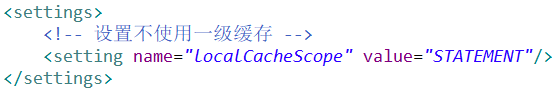 <settings>
    <!-- 设置不使用一级缓存 -->
    <setting name="localCacheScope" value="STATEMENT"/>
</settings>